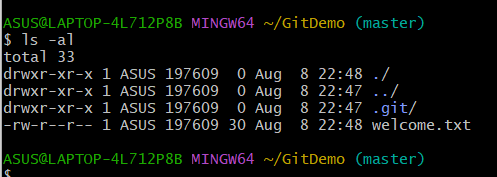 ASUS@LAPTOP-4L712P8B MINGW64 ~/GitDemo (master)
$ ls -al
total 33
drwxr-xr-x 1 ASUS 197609  0 Aug  8 22:48 ./
drwxr-xr-x 1 ASUS 197609  0 Aug  8 22:47 ../
drwxr-xr-x 1 ASUS 197609  0 Aug  8 22:47 .git/
-rw-r--r-- 1 ASUS 197609 30 Aug  8 22:48 welcome.txt
ASUS@LAPTOP-4L712P8B MINGW64 ~/GitDemo (master)
$